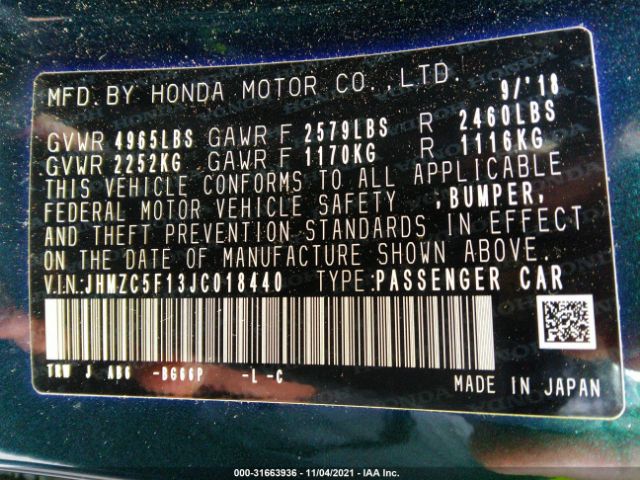 MFD. BY HONDA MOTOR CO., LTD. 9/'18
GVWR 4965LBS GAWR F 2579LBS R 2460LBS
GVWR 2252KG GAWR F 1170KG R 1116KG
THIS VEHICLE CONFORMS TO ALL APPLICABLE
FEDERAL MOTOR VEHICLE SAFETY ,BUMPER,
AND THEFT PREVENTION STANDARDS IN EFFECT
ON THE DATE OF MANUFACTURE SHOWN ABOVE.
V.I.N.:JHMZC5F13JC018440 TYPE:PASSENGER CAR
-BG66P -L -C
MADE IN JAPAN
000-31663936 - 11/04/2021 - IAA Inc.